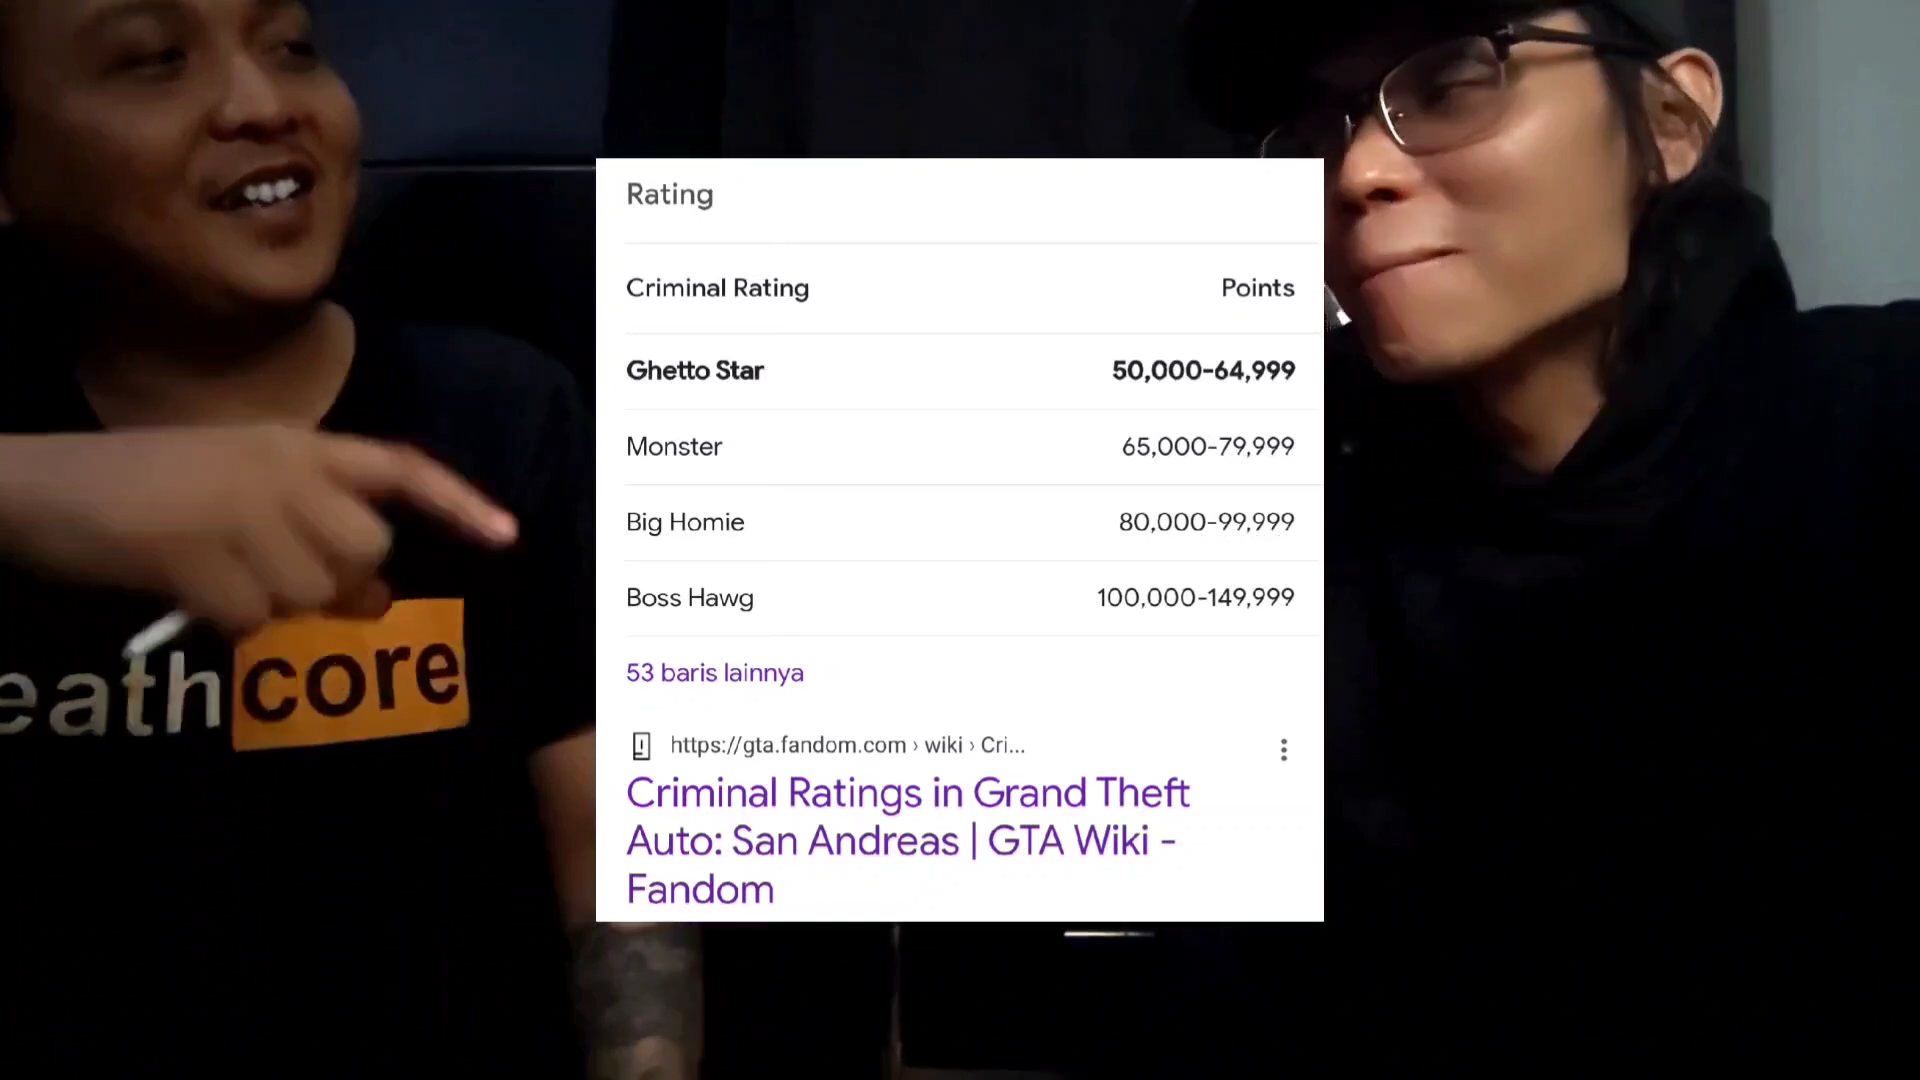 Rating
Criminal Rating Points
Ghetto Star 50,000-64,999
Monster 65,000-79,999
Big Homie 80,000-99,999
Boss Hawg 100,000-149,999
53 baris lainnya
https://gta.fandom.com › wiki › Cri...
Criminal Ratings in Grand Theft
Auto: San Andreas | GTA Wiki -
Fandom
eathcore